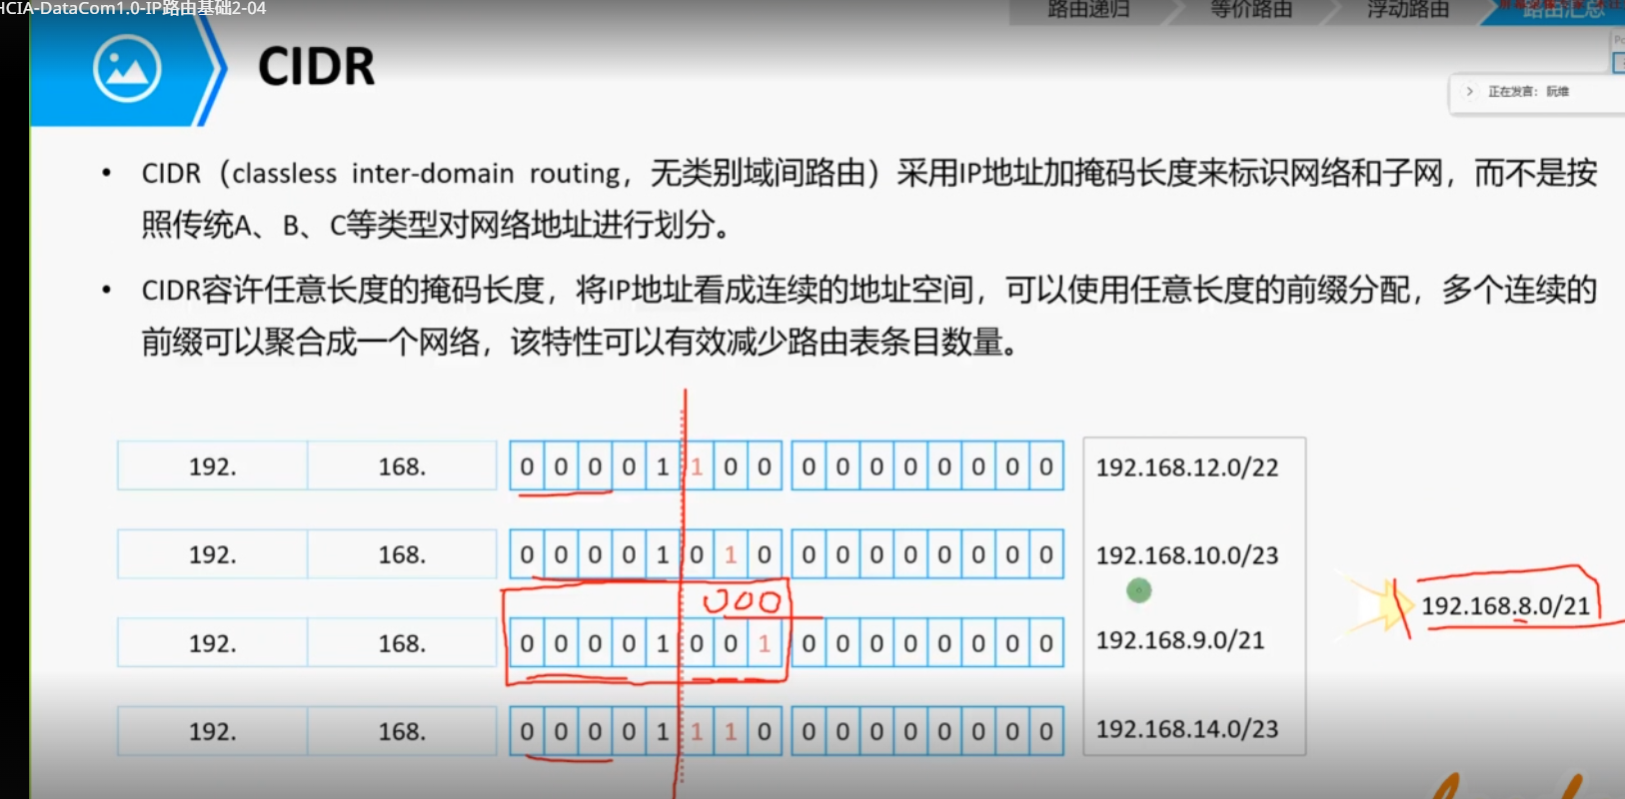 HCIA-DataCom1.0-IP路由基础2-04
路由递归 等价路由 浮动路由 路由汇总
CIDR
正在发言：阮维
• CIDR（classless inter-domain routing，无类别域间路由）采用IP地址加掩码长度来标识网络和子网，而不是按
照传统A、B、C等类型对网络地址进行划分。
• CIDR容许任意长度的掩码长度，将IP地址看成连续的地址空间，可以使用任意长度的前缀分配，多个连续的
前缀可以聚合成一个网络，该特性可以有效减少路由表条目数量。
192. 168. 0 0 0 0 1 1 0 0 0 0 0 0 0 0 0 0 192.168.12.0/22
192. 168. 0 0 0 0 1 0 1 0 0 0 0 0 0 0 0 0 192.168.10.0/23
000
192.168.8.0/21
192. 168. 0 0 0 0 1 0 0 1 0 0 0 0 0 0 0 0 192.168.9.0/21
192. 168. 0 0 0 0 1 1 1 0 0 0 0 0 0 0 0 0 192.168.14.0/23